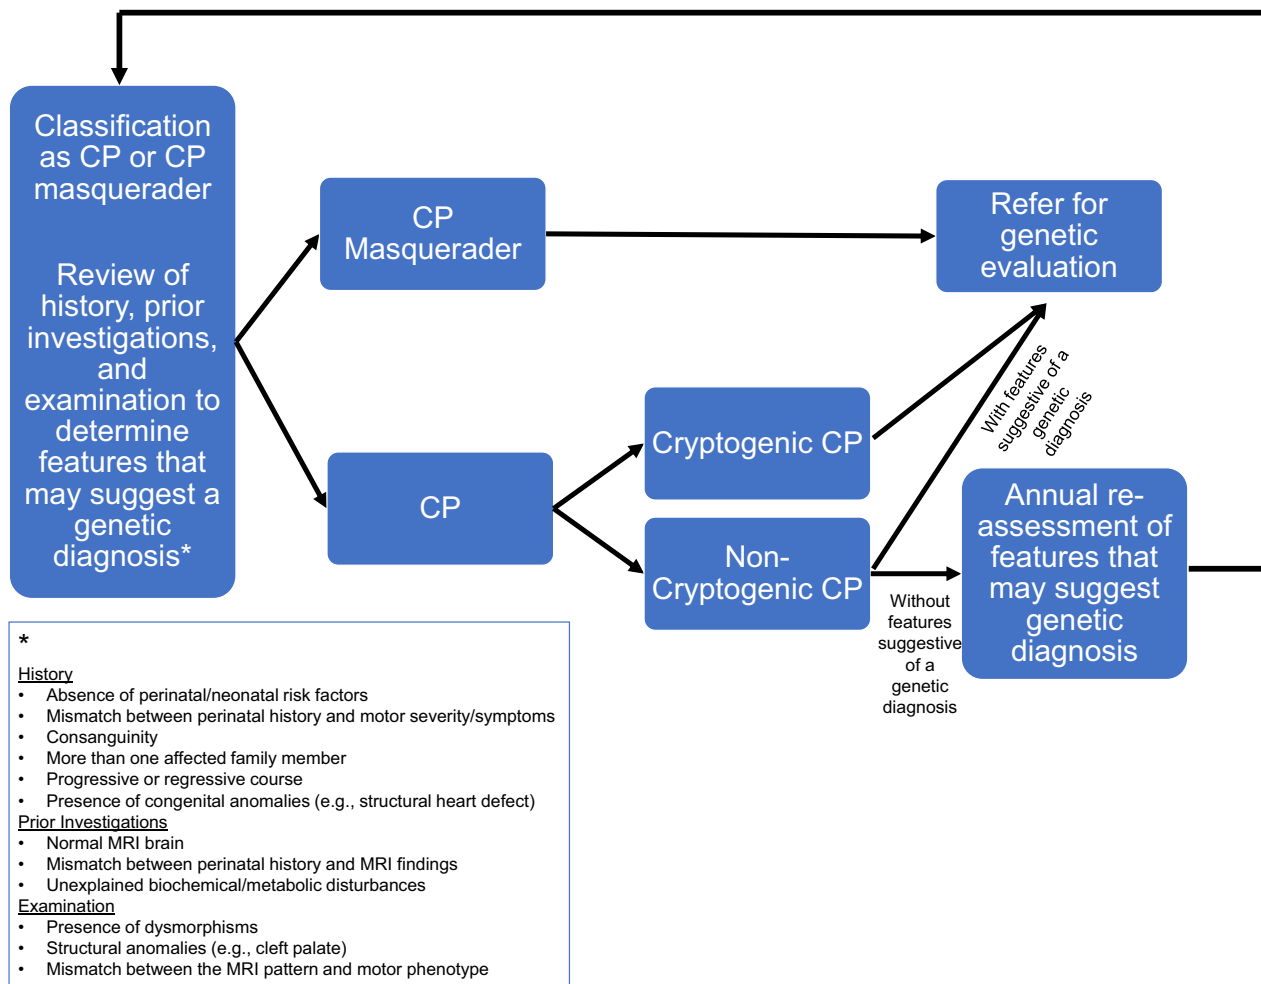 Classification
as CP or CP
masquerader
Review of
history, prior
investigations,
and
examination to
determine
features that
may suggest a
genetic
diagnosis*
CP
Masquerader
CP
Cryptogenic CP
Non-
Cryptogenic CP
Refer for
genetic
evaluation
With features
suggestive of a
genetic
diagnosis
Without
features
suggestive
of a
genetic
diagnosis
Annual re-
assessment of
features that
may suggest
genetic
diagnosis
*
History
• Absence of perinatal/neonatal risk factors
• Mismatch between perinatal history and motor severity/symptoms
• Consanguinity
• More than one affected family member
• Progressive or regressive course
• Presence of congenital anomalies (e.g., structural heart defect)
Prior Investigations
• Normal MRI brain
• Mismatch between perinatal history and MRI findings
• Unexplained biochemical/metabolic disturbances
Examination
• Presence of dysmorphisms
• Structural anomalies (e.g., cleft palate)
• Mismatch between the MRI pattern and motor phenotype